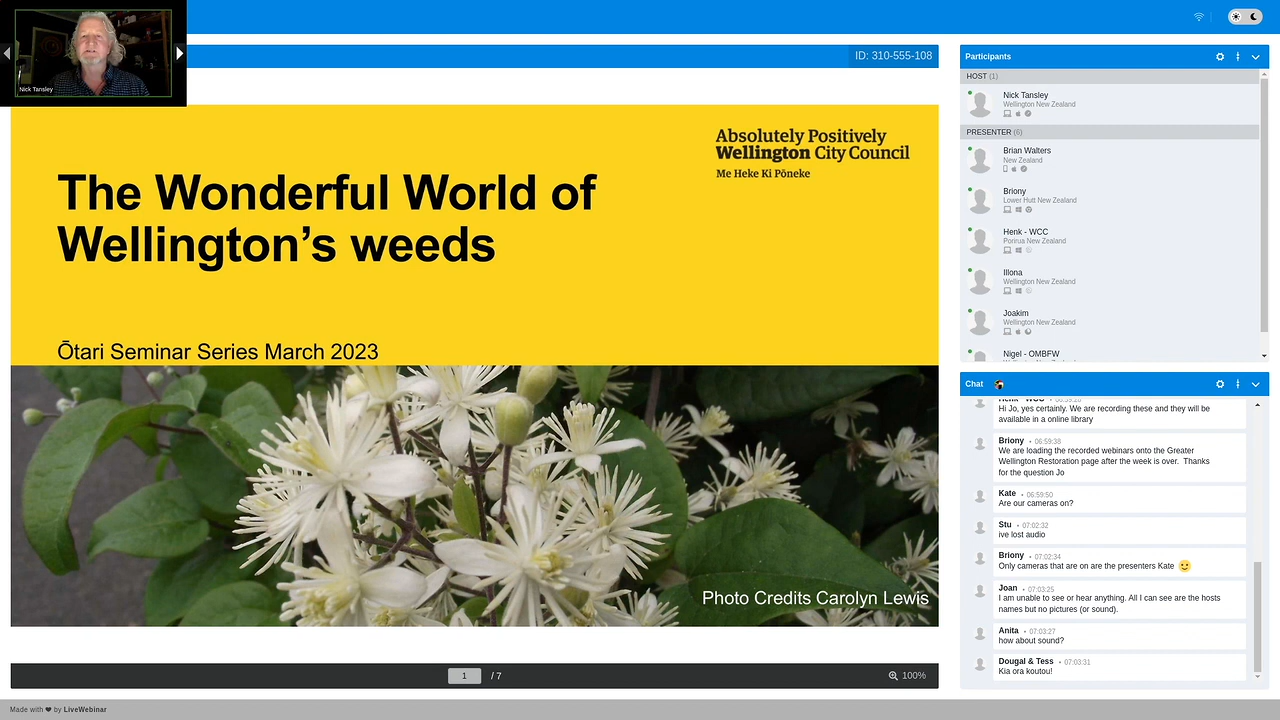 Nick Tansley
ID: 310-555-108
Absolutely Positively
Wellington City Council
Me Heke Ki Pōneke
The Wonderful World of
Wellington’s weeds
Ōtari Seminar Series March 2023
Photo Credits Carolyn Lewis
1 / 7
100%
Made with ❤ by LiveWebinar
Participants
HOST (1)
Nick Tansley
Wellington New Zealand
PRESENTER (6)
Brian Walters
New Zealand
Briony
Lower Hutt New Zealand
Henk - WCC
Porirua New Zealand
Illona
Wellington New Zealand
Joakim
Wellington New Zealand
Nigel - OMBFW
Chat
Hi Jo, yes certainly. We are recording these and they will be
available in a online library
Briony • 06:59:38
We are loading the recorded webinars onto the Greater
Wellington Restoration page after the week is over. Thanks
for the question Jo
Kate • 06:59:50
Are our cameras on?
Stu • 07:02:32
ive lost audio
Briony • 07:02:34
Only cameras that are on are the presenters Kate 🙂
Joan • 07:03:25
I am unable to see or hear anything. All I can see are the hosts
names but no pictures (or sound).
Anita • 07:03:27
how about sound?
Dougal & Tess • 07:03:31
Kia ora koutou!